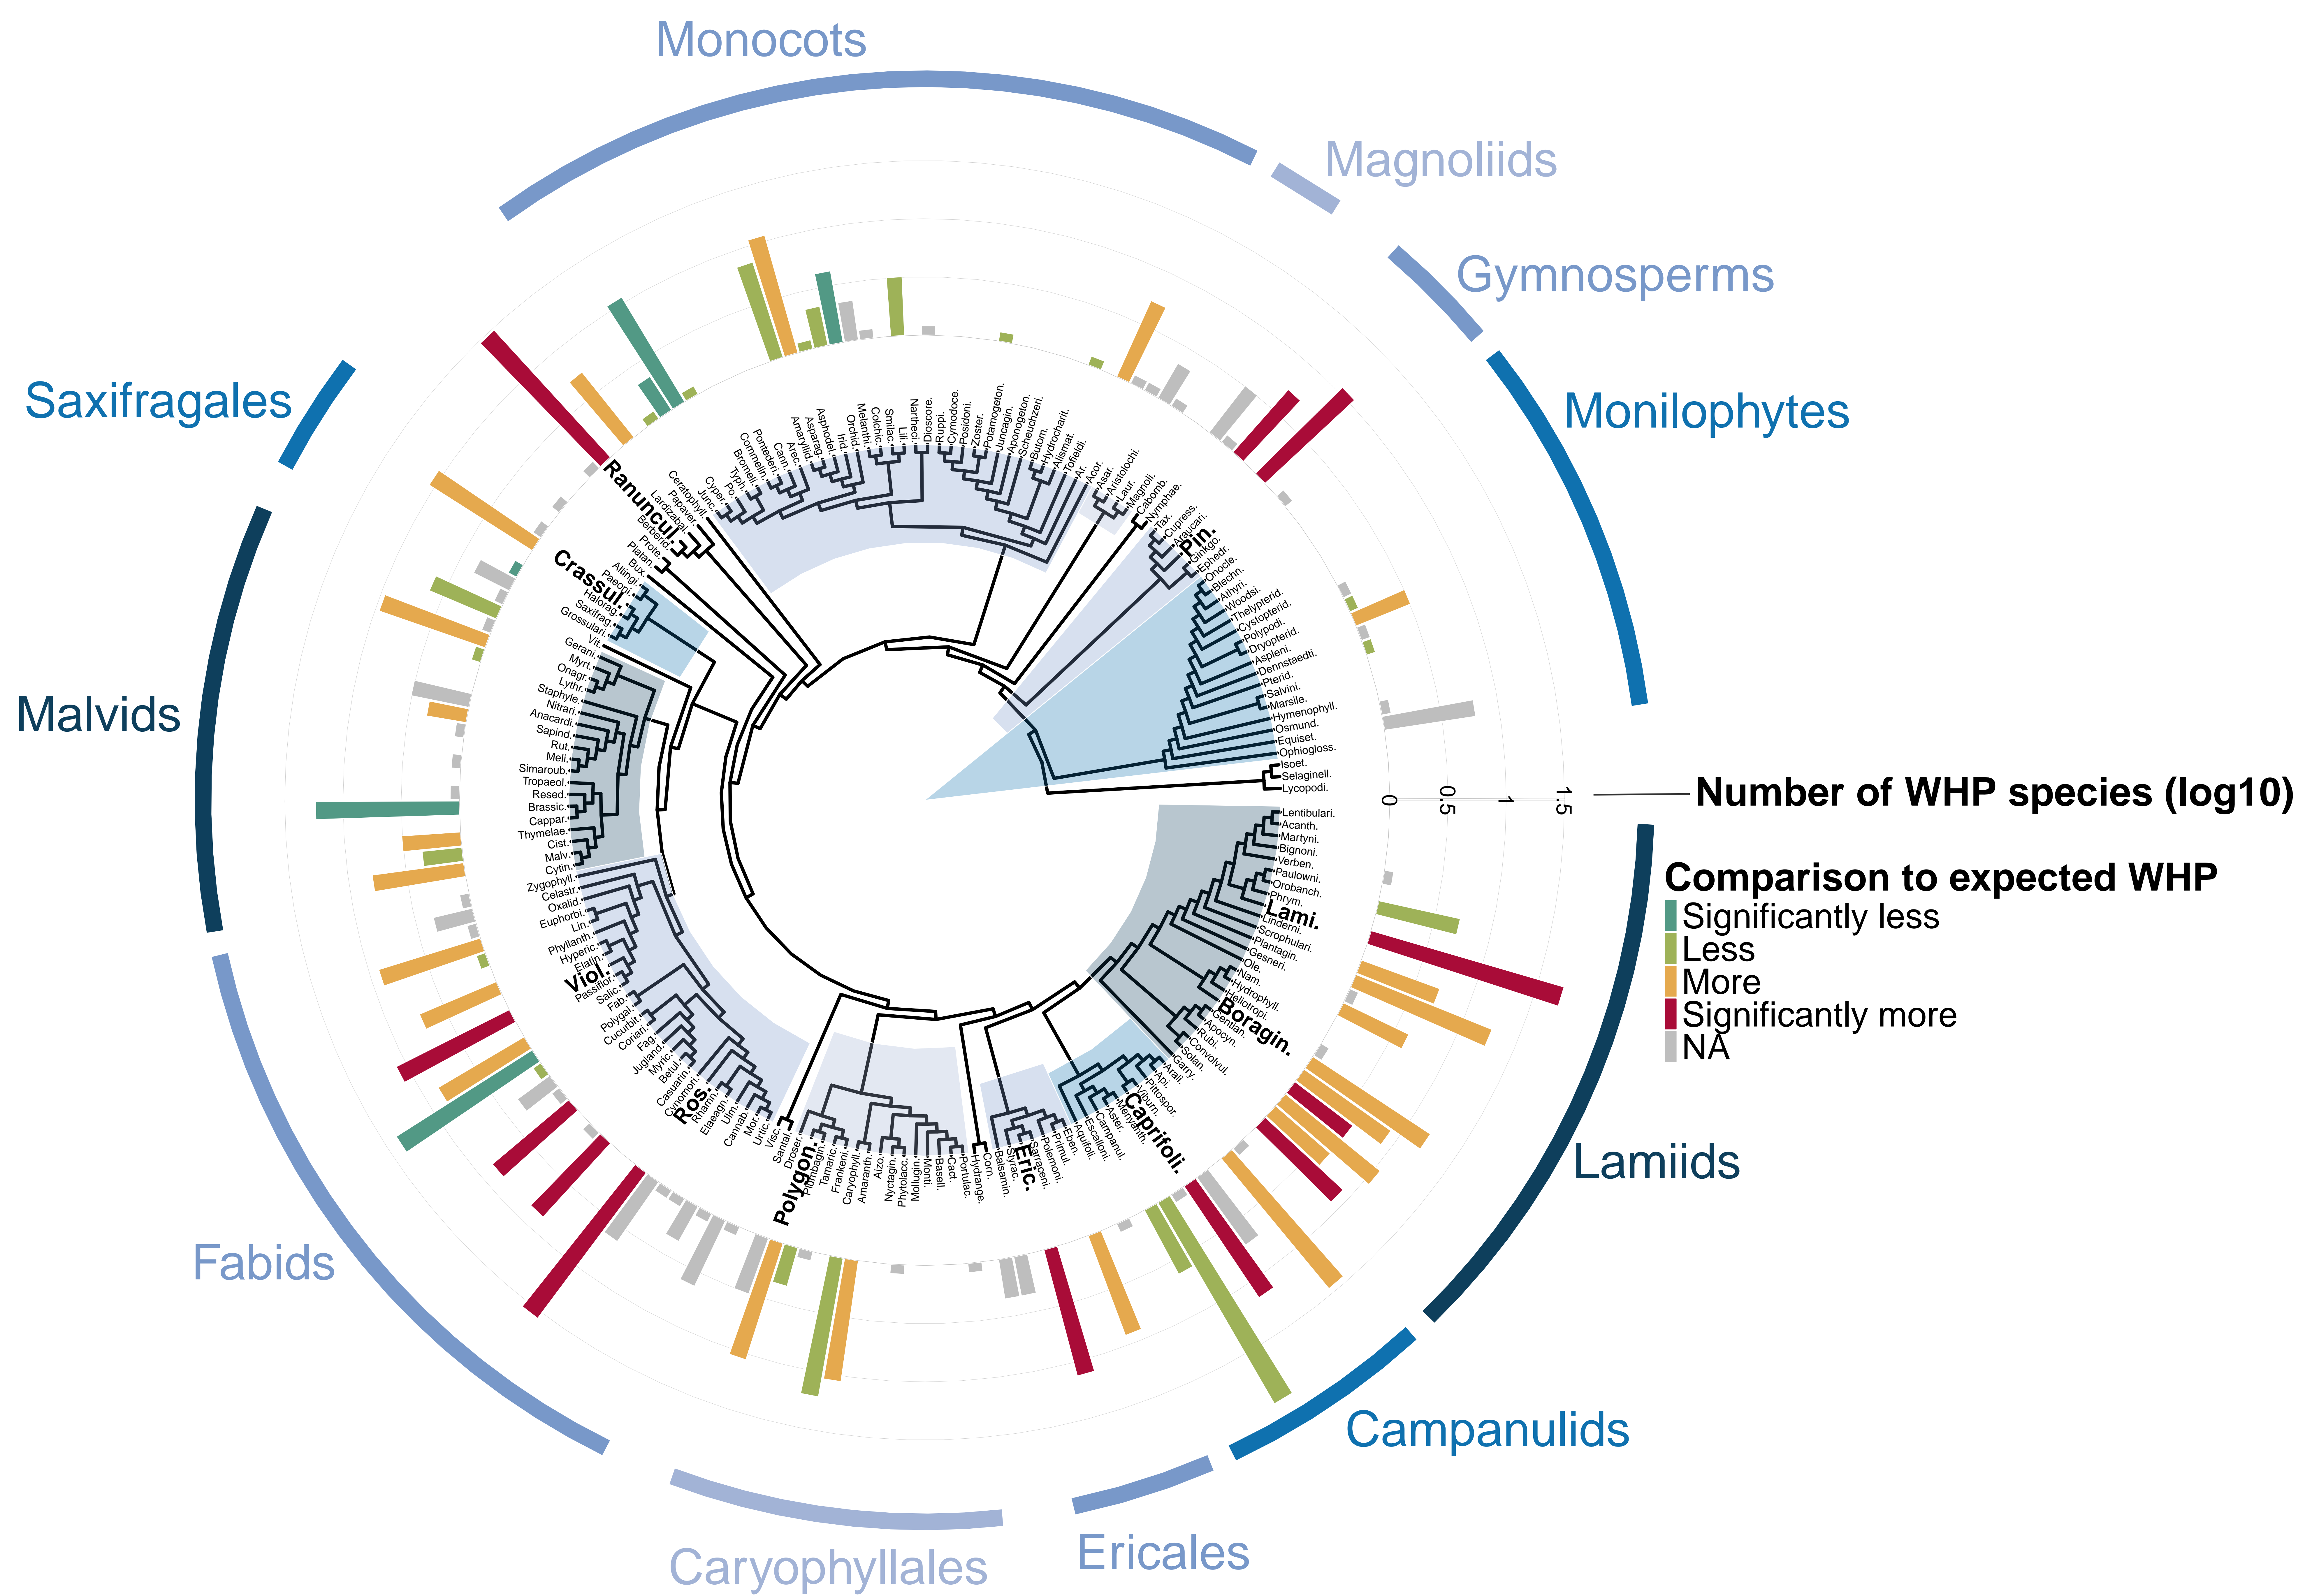 Monocots
Magnoliids
Gymnosperms
Monilophytes
Saxifragales
Malvids
Fabids
Caryophyllales
Ericales
Campanulids
Lamiids
0
0.5
1
1.5
Number of WHP species (log10)
Comparison to expected WHP
Significantly less
Less
More
Significantly more
NA
Junc.
Cyper.
Po.
Typh.
Bromeli.
Commelin.
Pontederi.
Cann.
Arec.
Amaryllid.
Asparag.
Asphodel.
Irid.
Orchid.
Melanthi.
Colchic.
Smilac.
Lili.
Nartheci.
Dioscore.
Ruppi.
Cymodoce.
Posidoni.
Zoster.
Potamogeton.
Juncagin.
Aponogeton.
Scheuchzeri.
Butom.
Hydrocharit.
Alismat.
Tofieldi.
Ar.
Acor.
Asar.
Aristolochi.
Laur.
Magnoli.
Cabomb.
Nymphae.
Tax.
Cupress.
Araucari.
Pin.
Ginkgo.
Ephedr.
Onocle.
Blechn.
Athyri.
Woodsi.
Thelypterid.
Cystopterid.
Polypodi.
Dryopterid.
Aspleni.
Dennstaedti.
Pterid.
Salvini.
Marsile.
Hymenophyll.
Osmund.
Equiset.
Ophiogloss.
Isoet.
Selaginell.
Lycopodi.
Lentibulari.
Acanth.
Martyni.
Bignoni.
Verben.
Paulowni.
Orobanch.
Phrym.
Lami.
Linderni.
Scrophulari.
Plantagin.
Gesneri.
Ole.
Nam.
Hydrophyll.
Heliotropi.
Boragin.
Gentian.
Apocyn.
Rubi.
Convolvul.
Solan.
Garry.
Arali.
Api.
Pittospor.
Viburn.
Caprifoli.
Menyanth.
Aster.
Campanul.
Escalloni.
Aquifoli.
Eben.
Primul.
Polemoni.
Sarraceni.
Eric.
Styrac.
Balsamin.
Corn.
Hydrange.
Portulac.
Cact.
Basell.
Monti.
Mollugin.
Phytolacc.
Nyctagin.
Aizo.
Amaranth.
Caryophyll.
Frankeni.
Tamaric.
Plumbagin.
Polygon.
Droser.
Santal.
Visc.
Urtic.
Mor.
Cannab.
Ulm.
Elaeagn.
Rhamn.
Ros.
Cynomori.
Casuarin.
Betul.
Myric.
Jugland.
Fag.
Coriari.
Cucurbit.
Polygal.
Fab.
Salic.
Passiflor.
Viol.
Elatin.
Hyperic.
Phyllanth.
Lin.
Euphorbi.
Oxalid.
Celastr.
Zygophyll.
Cytin.
Malv.
Cist.
Thymelae.
Cappar.
Brassic.
Resed.
Tropaeol.
Simaroub.
Meli.
Rut.
Sapind.
Anacardi.
Nitrari.
Staphyle.
Lythr.
Onagr.
Myrt.
Gerani.
Vit.
Grossulari.
Saxifrag.
Halorag.
Crassul.
Paeoni.
Altingi.
Bux.
Platan.
Prote.
Berberid.
Ranuncul.
Lardizabal.
Papaver.
Ceratophyll.